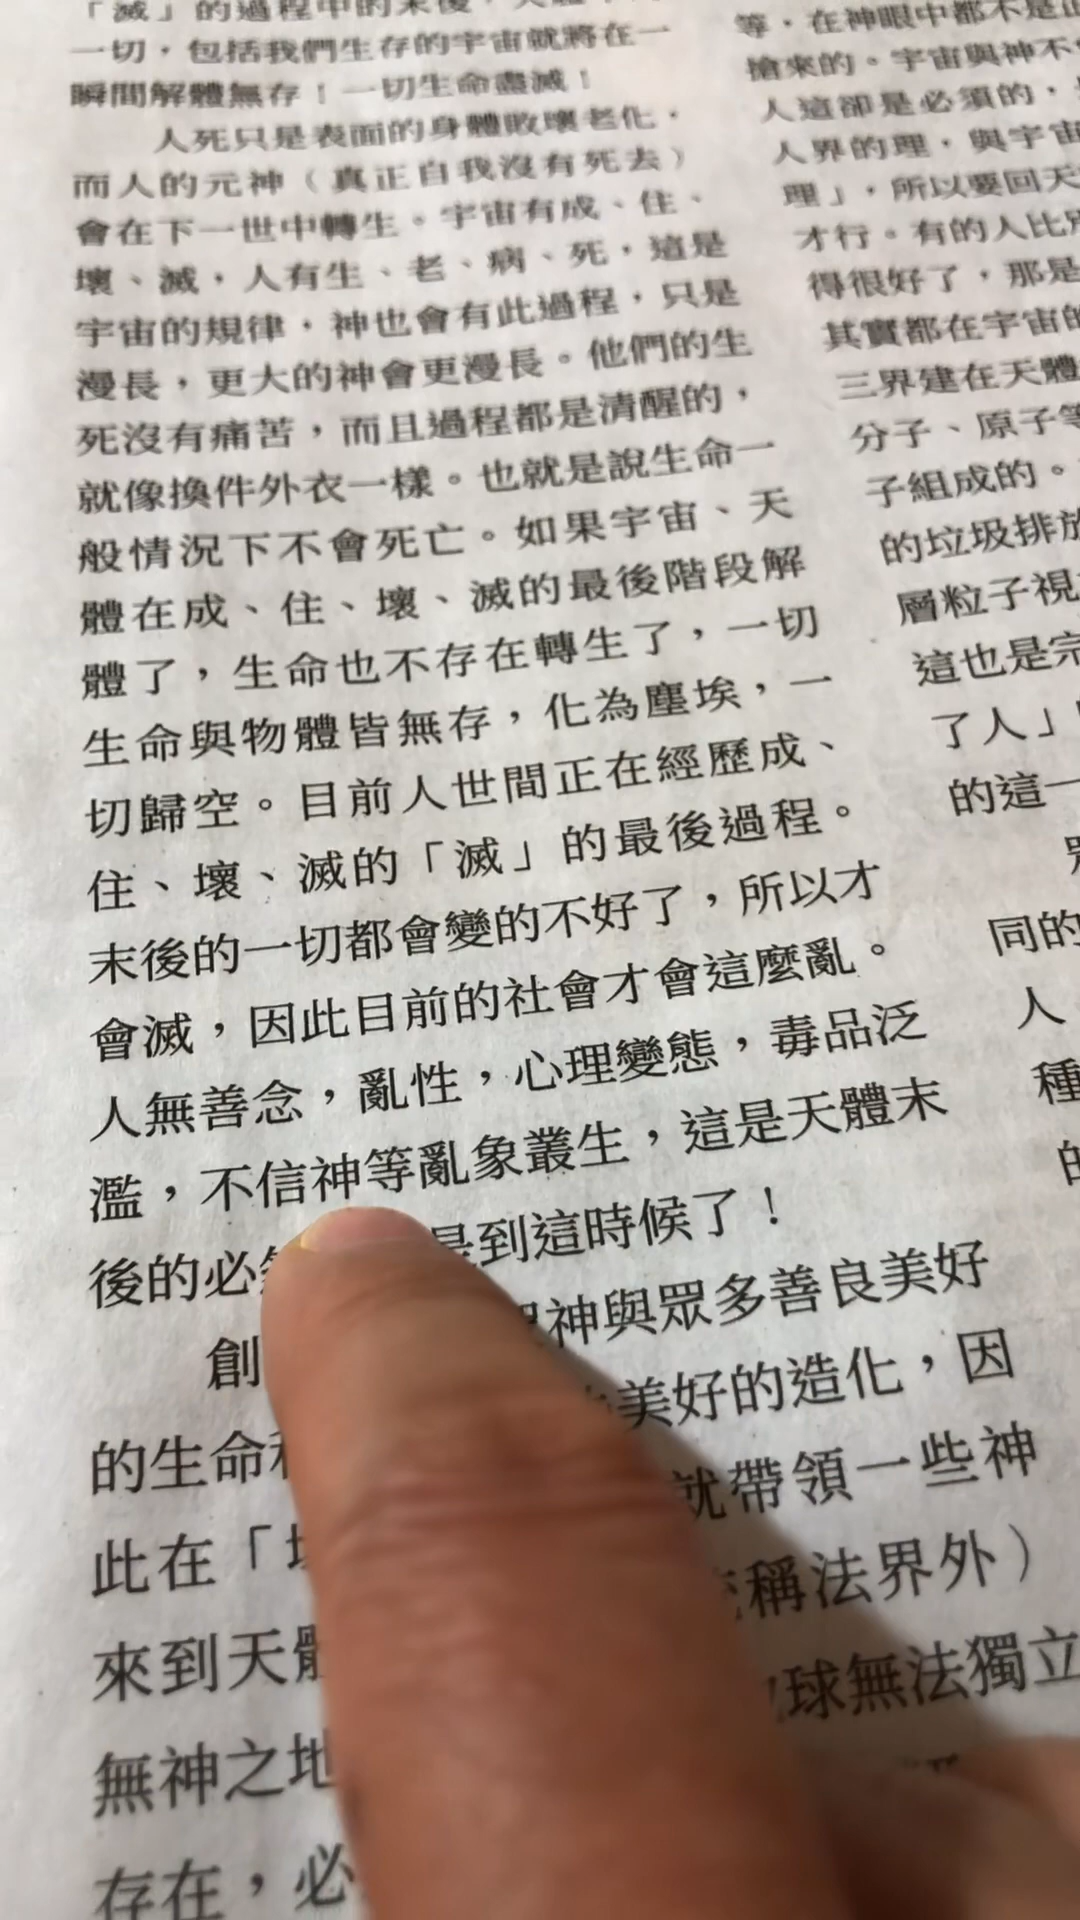 「滅」的過程中的末後，
一切，包括我們生存的宇宙就將在一
瞬間解體無存！一切生命盡滅！
人死只是表面的身體敗壞老化，
而人的元神（真正自我沒有死去）
會在下一世中轉生。宇宙有成、住、
壞、滅，人有生、老、病、死，這是
宇宙的規律，神也會有此過程，只是
漫長，更大的神會更漫長。他們的生
死沒有痛苦，而且過程都是清醒的，
就像換件外衣一樣。也就是說生命一
般情況下不會死亡。如果宇宙、天
體在成、住、壞、滅的最後階段解
體了，生命也不存在轉生了，一切
生命與物體皆無存，化為塵埃，一
切歸空。目前人世間正在經歷成、
住、壞、滅的「滅」的最後過程。
末後的一切都會變的不好了，所以才
會滅，因此目前的社會才會這麼亂。
人無善念，亂性，心理變態，毒品泛
濫，不信神等亂象叢生，這是天體末
後的必 是到這時候了！
創 神與眾多善良美好
的生命 美好的造化，因
此在「 就帶領一些神
來到天體 稱法界外）
無神之地 球無法獨立
存在，必
等，在神眼中都不是
搶來的。宇宙與神不
人這卻是必須的，
人界的理，與宇宙
理」，所以要回天
才行。有的人比
得很好了，那是
其實都在宇宙的
三界建在天體
分子、原子等
子組成的。
的垃圾排放
層粒子視
這也是
了人」
的這一
同的
人
種
的